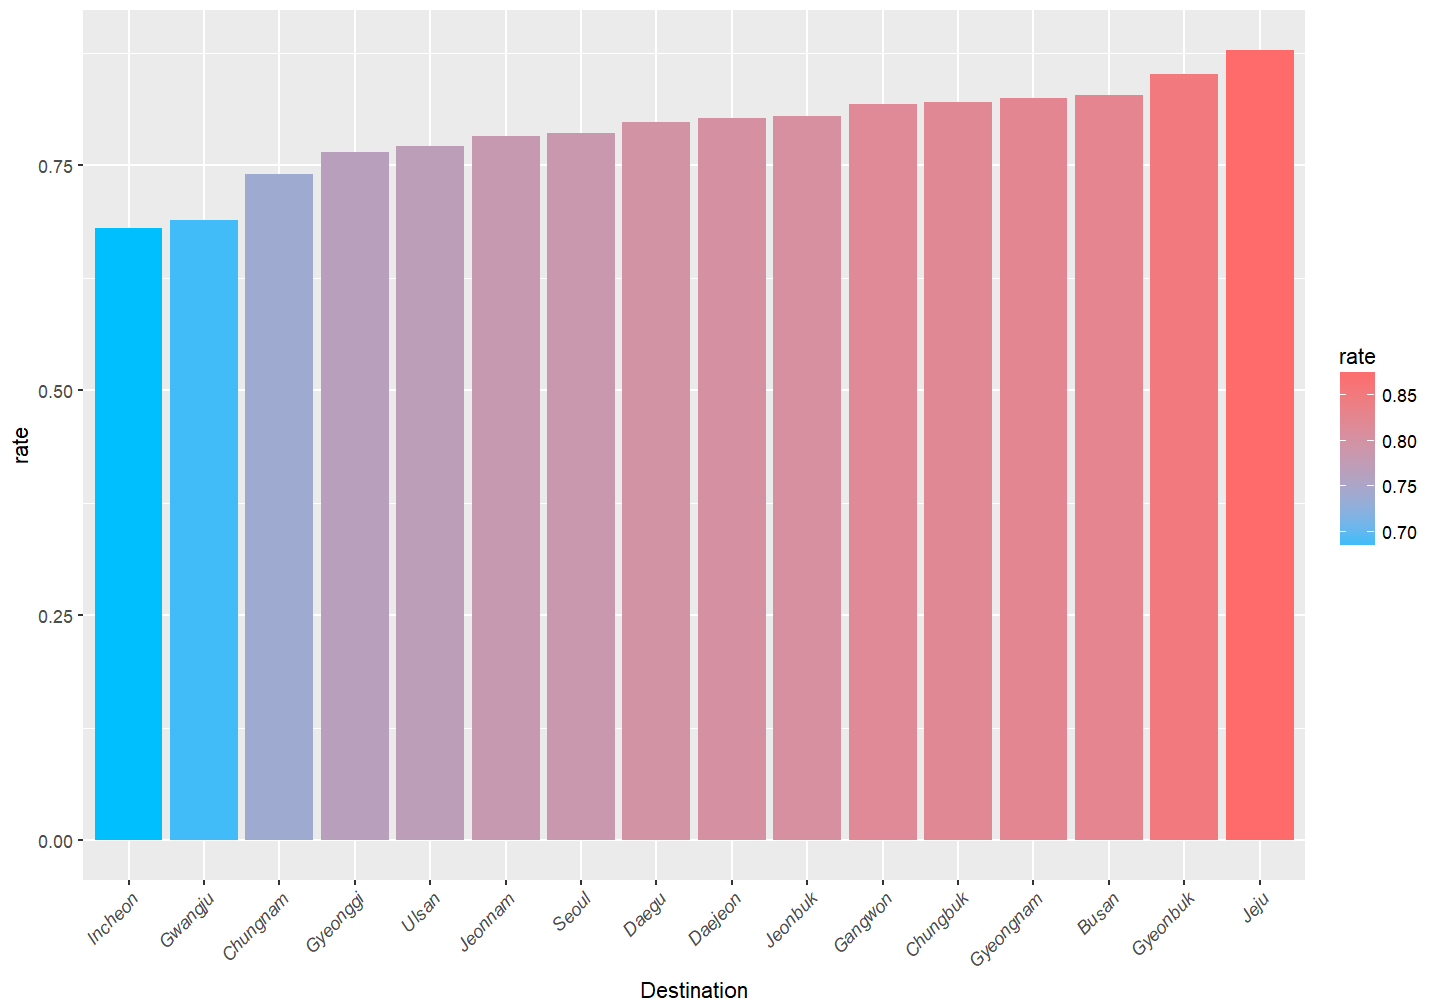 0.75
0.50
0.25
0.00
rate
Incheon
Gwangju
Chungnam
Gyeonggi
Ulsan
Jeonnam
Seoul
Daegu
Daejeon
Jeonbuk
Gangwon
Chungbuk
Gyeongnam
Busan
Gyeonbuk
Jeju
Destination
rate
0.85
0.80
0.75
0.70